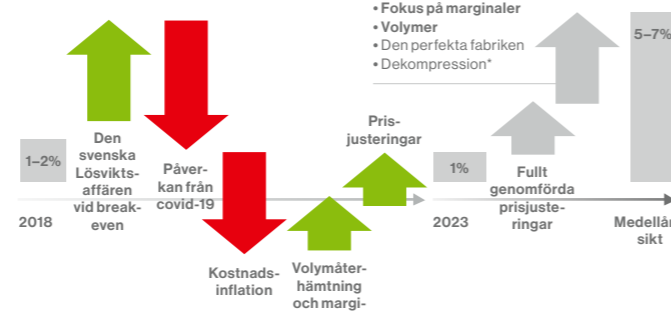 • Fokus på marginaler
• Volymer
• Den perfekta fabriken
• Dekompression*
5–7%
1–2%
Den
svenska
Lösvikts-
affären
vid break-
even
Påver-
kan från
covid-19
Pris-
justeringar
1%
Fullt
genomförda
prisjuste-
ringar
2018
2023
Medellån
sikt
Kostnads-
inflation
Volymåter-
hämtning
och margi-